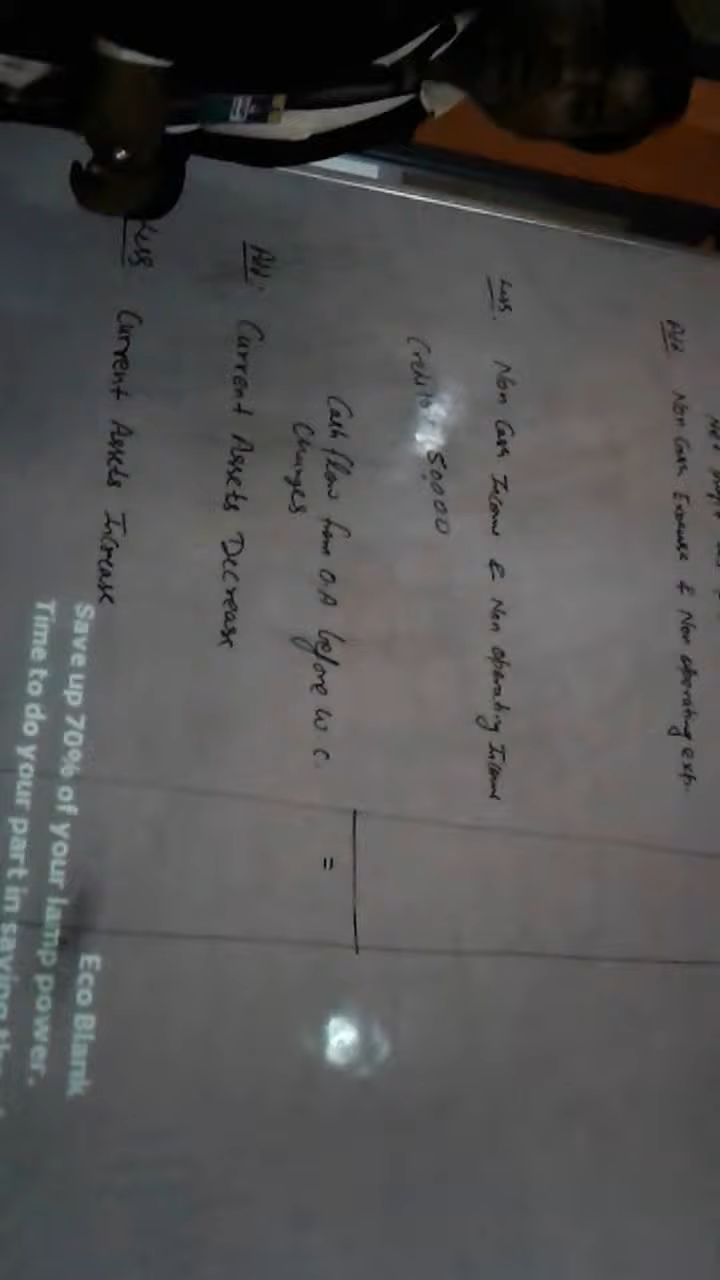 Add: Non Cash Expense & Non operating exp.
Less: Non Cash Income & Non operating Income
Creditors 50000
Cash flow from O.A before W.C. =
Changes
Add: Current Assets Decrease
Less: Current Assets Increase
Eco Blank
Save up 70% of your lamp power.
Time to do your part in saving